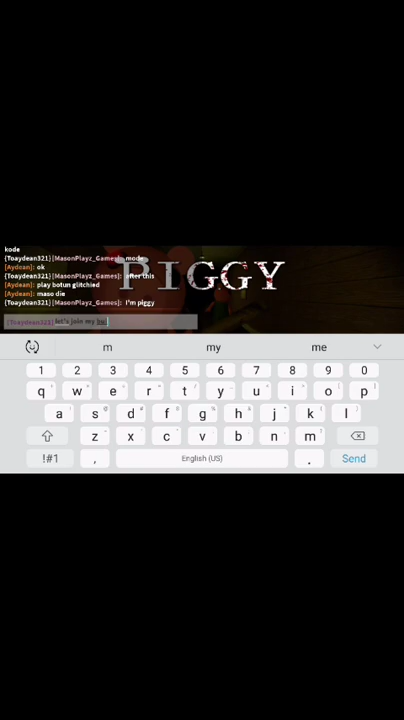 kode
{Toaydean321}[MasonPlayz_Games]: mode
[Aydean]: ok
{Toaydean321}[MasonPlayz_Games]: after this
[Aydean]: play botun glitchied
[Aydean]: maso die
{Toaydean321}[MasonPlayz_Games]: I'm piggy
PIGGY
[Toaydean321] let's join my
m my me
1 2 3 4 5 6 7 8 9 0
q w e r t y u i o p
a s d f g h j k l
z x c v b n m
!#1 , English (US) . Send